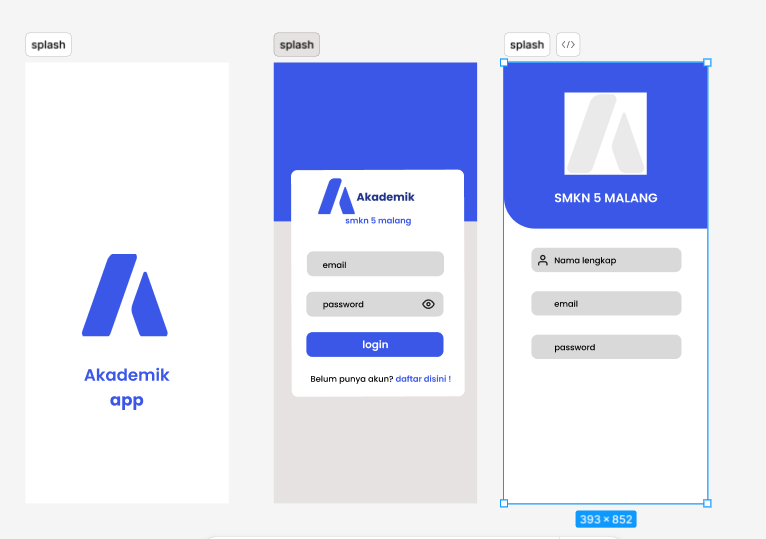 splash
Akademik
app
splash
Akademik
smkn 5 malang
email
password
login
Belum punya akun? daftar disini !
splash </>
SMKN 5 MALANG
Nama lengkap
email
password
393 × 852